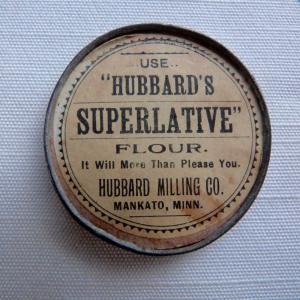 ..USE..
"HUBBARD'S
SUPERLATIVE"
FLOUR.
It Will More Than Please You.
HUBBARD MILLING CO.
MANKATO, MINN.